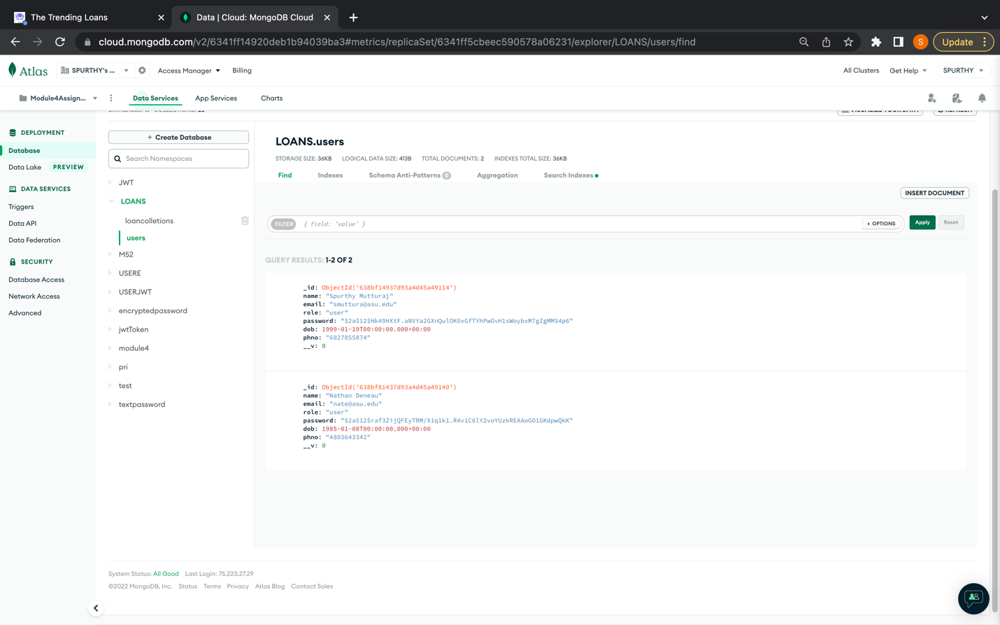 The Trending Loans
Data | Cloud: MongoDB Cloud
cloud.mongodb.com/v2/6341ff14920deb1b94039ba3#metrics/replicaSet/6341ff5cbeec590578a06231/explorer/LOANS/users/find
S
Update
Atlas
SPURTHY's ...
Access Manager
Billing
All Clusters
Get Help
SPURTHY
Module4Assign...
Data Services
App Services
Charts
VISUALIZE YOUR DATA
REFRESH
DEPLOYMENT
Database
Data Lake
PREVIEW
DATA SERVICES
Triggers
Data API
Data Federation
SECURITY
Database Access
Network Access
Advanced
+ Create Database
Search Namespaces
JWT
LOANS
loancolletions
users
M52
USERE
USERJWT
encryptedpassword
jwtToken
module4
pri
test
textpassword
LOANS.users
STORAGE SIZE: 36KB LOGICAL DATA SIZE: 413B TOTAL DOCUMENTS: 2 INDEXES TOTAL SIZE: 36KB
Find
Indexes
Schema Anti-Patterns 0
Aggregation
Search Indexes
INSERT DOCUMENT
FILTER { field: 'value' }
OPTIONS
Apply
Reset
QUERY RESULTS: 1-2 OF 2
_id: ObjectId('638bf14937d93a4d45a49114')
name: "Spurthy Mutturaj"
email: "smuttura@asu.edu"
role: "user"
password: "$2a$12$Hk49HXtF.aNVYa2GXnQulOK0xGfTYhPwOvH1sWoybxM7gZgMMS4p6"
dob: 1999-01-19T00:00:00.000+00:00
phno: "6027855874"
__v: 0
_id: ObjectId('638bf81437d93a4d45a49140')
name: "Nathan Deneau"
email: "nate@asu.edu"
role: "user"
password: "$2a$12$raf3ZijQFEyTRM/X1q1k1.R4v1C6lY2voYUzkREAAoGO1GKdpwQkK"
dob: 1985-01-08T00:00:00.000+00:00
phno: "4803643342"
__v: 0
System Status: All Good Last Login: 75.223.27.29
©2022 MongoDB, Inc. Status Terms Privacy Atlas Blog Contact Sales